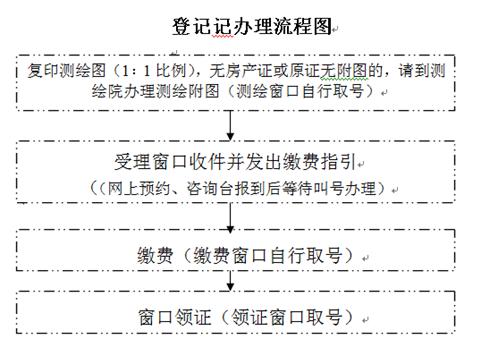 登记记办理流程图
复印测绘图（1：1比例），无房产证或原证无附图的，请到测
绘院办理测绘附图（测绘窗口自行取号）
受理窗口收件并发出缴费指引
（（网上预约、咨询台报到后等待叫号办理）
缴费（缴费窗口自行取号）
窗口领证（领证窗口取号）